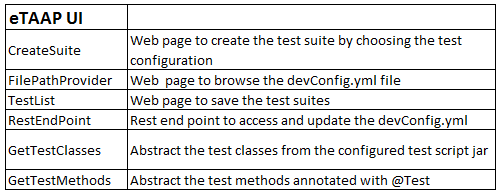 eTAAP UI
CreateSuite Web page to create the test suite by choosing the test
configuration
FilePathProvider Web page to browse the devConfig.yml file
TestList Web page to save the test suites
RestEndPoint Rest end point to access and update the devConfig.yml
GetTestClasses Abstract the test classes from the configured test script jar
GetTestMethods Abstract the test methods annotated with @Test